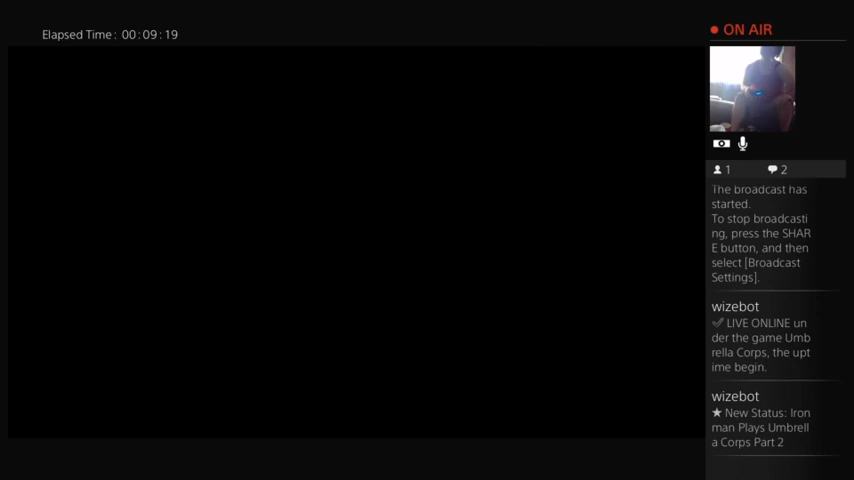 Elapsed Time: 00:09:19
ON AIR
1 2
The broadcast has
started.
To stop broadcasti
ng, press the SHAR
E button, and then
select [Broadcast
Settings].
wizebot
✓ LIVE ONLINE un
der the game Umb
rella Corps, the upt
ime begin.
wizebot
★ New Status: Iron
man Plays Umbrell
a Corps Part 2